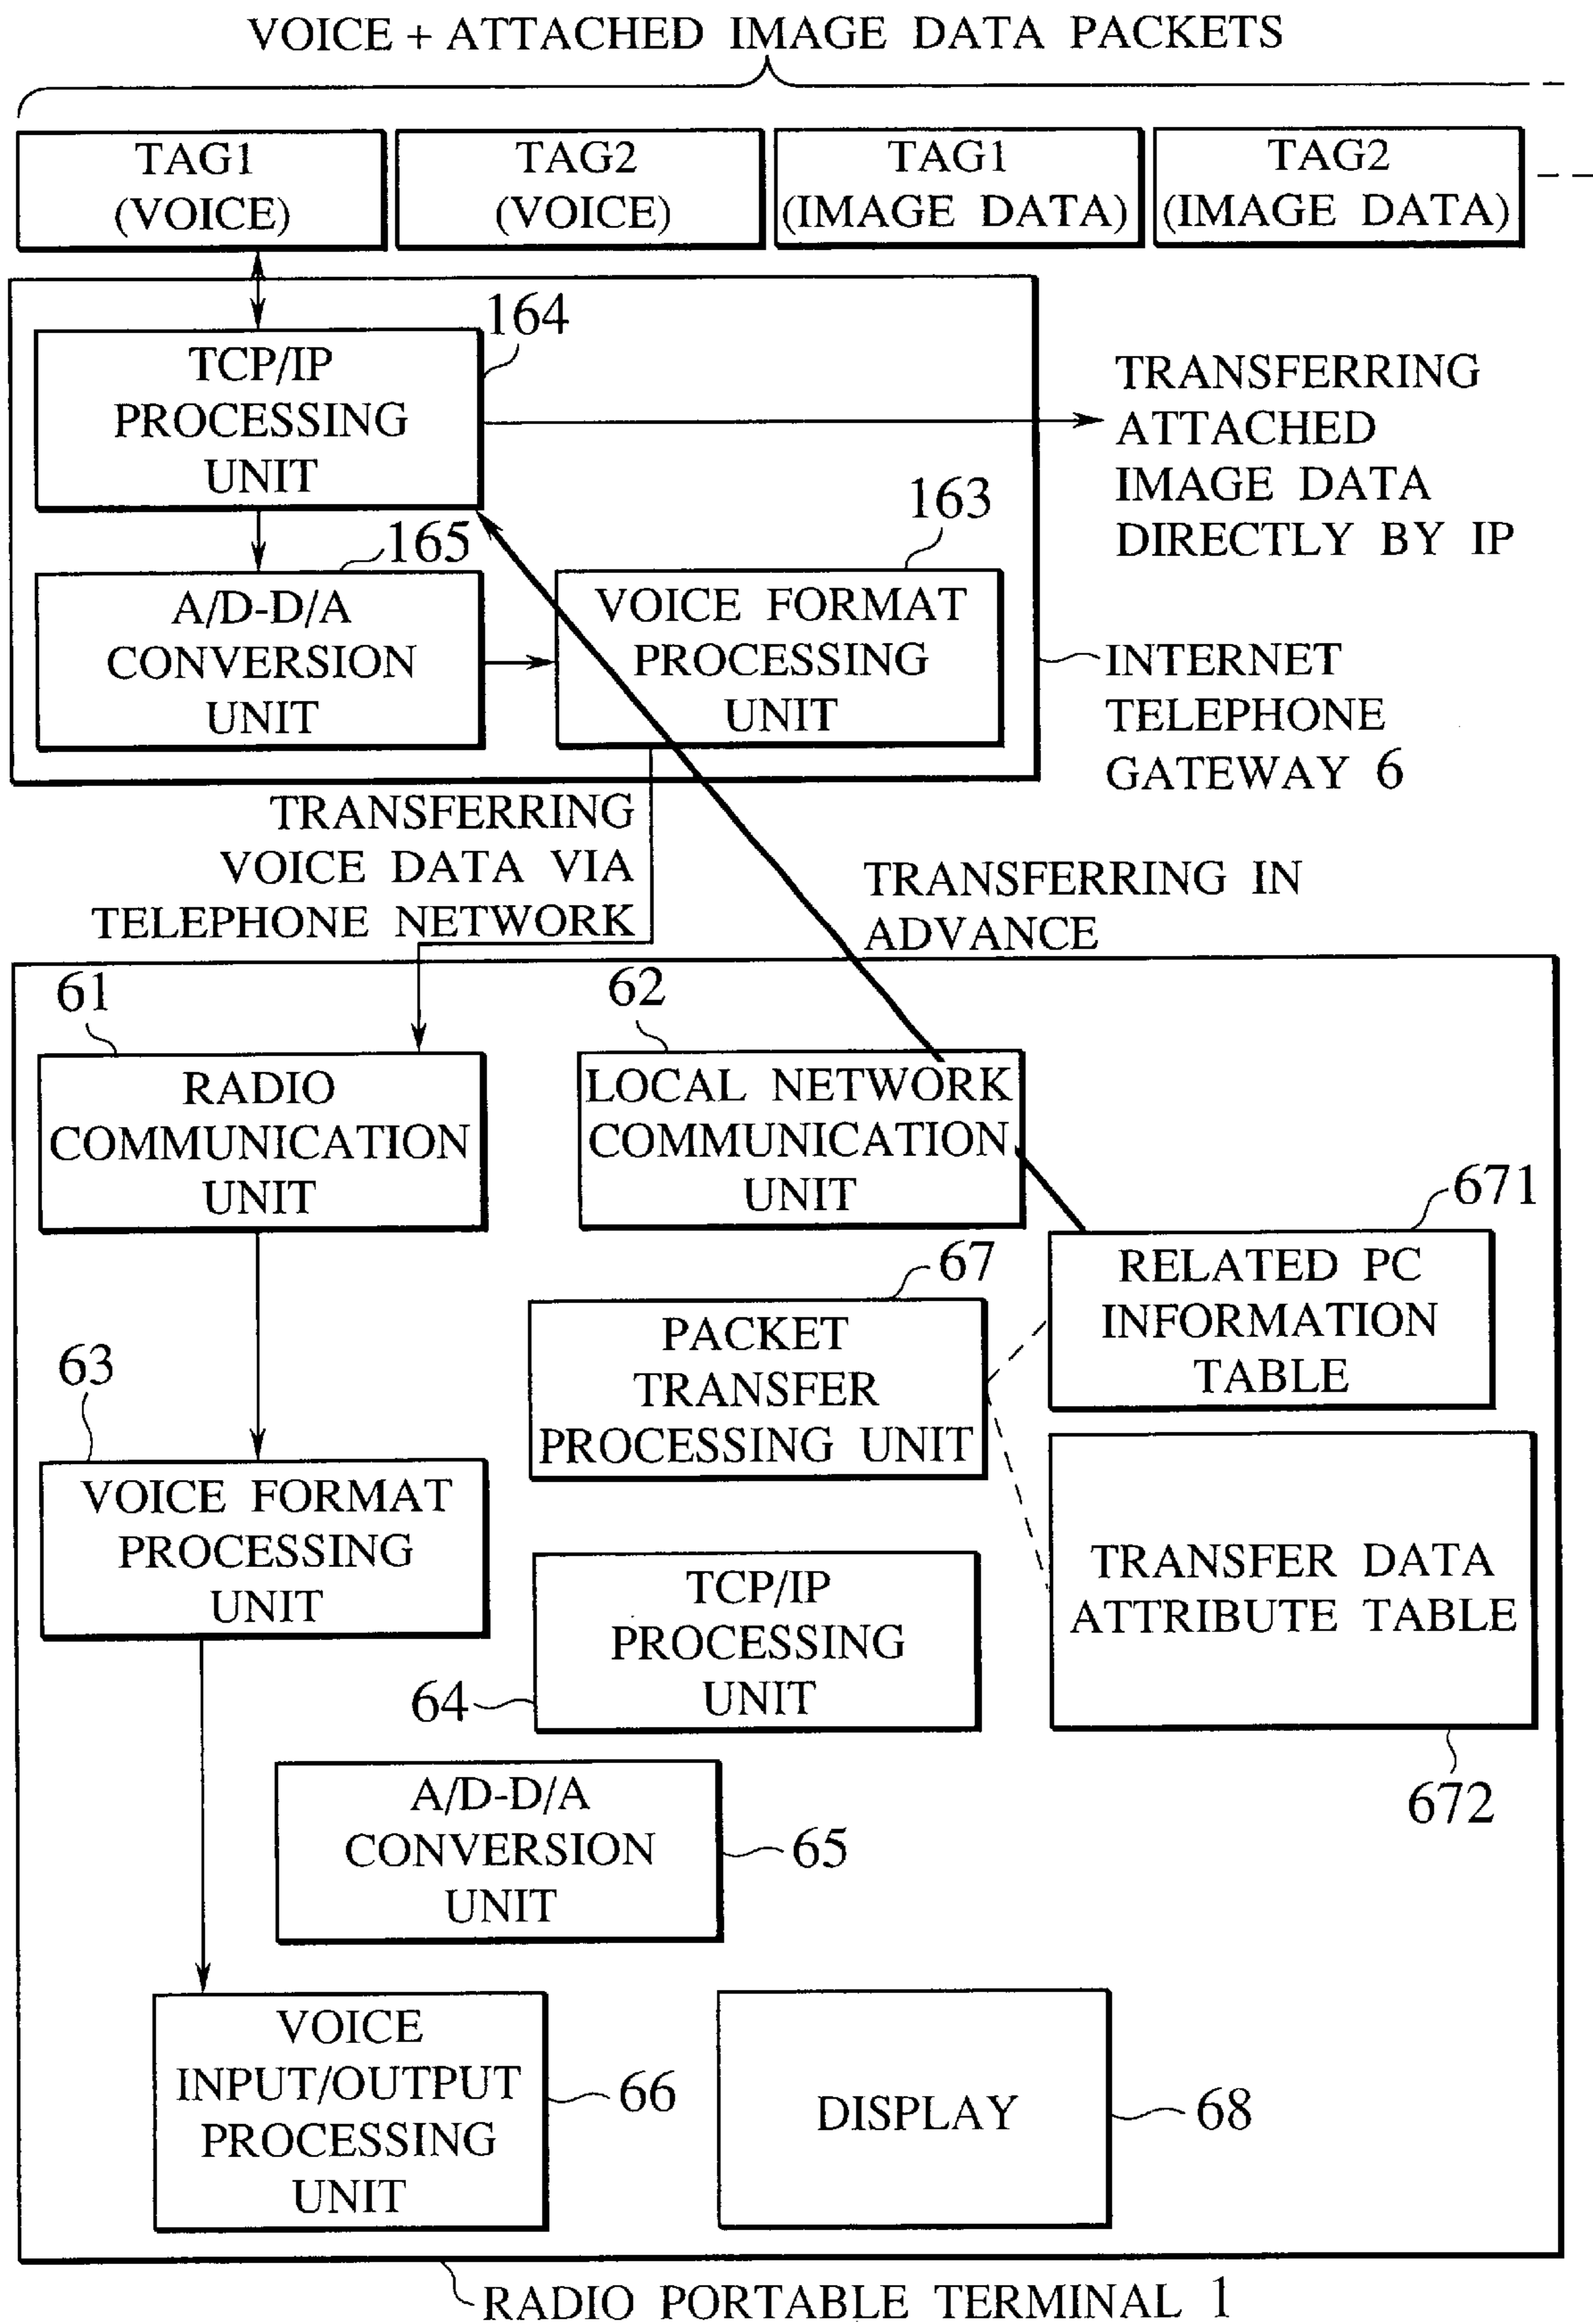 VOICE + ATTACHED IMAGE DATA PACKETS
TAG1
(VOICE)
TAG2
(VOICE)
TAG1
(IMAGE DATA)
TAG2
(IMAGE DATA)
164
TCP/IP
PROCESSING
UNIT
TRANSFERRING
ATTACHED
IMAGE DATA
DIRECTLY BY IP
163
165
A/D-D/A
CONVERSION
UNIT
VOICE FORMAT
PROCESSING
UNIT
INTERNET
TELEPHONE
GATEWAY 6
TRANSFERRING
VOICE DATA VIA
TELEPHONE NETWORK
TRANSFERRING IN
ADVANCE
61
62
RADIO
COMMUNICATION
UNIT
LOCAL NETWORK
COMMUNICATION
UNIT
671
67
RELATED PC
INFORMATION
TABLE
PACKET
TRANSFER
PROCESSING UNIT
63
VOICE FORMAT
PROCESSING
UNIT
TRANSFER DATA
ATTRIBUTE TABLE
TCP/IP
PROCESSING
UNIT
64
672
A/D-D/A
CONVERSION
UNIT
65
VOICE
INPUT/OUTPUT
PROCESSING
UNIT
66
DISPLAY
68
RADIO PORTABLE TERMINAL 1